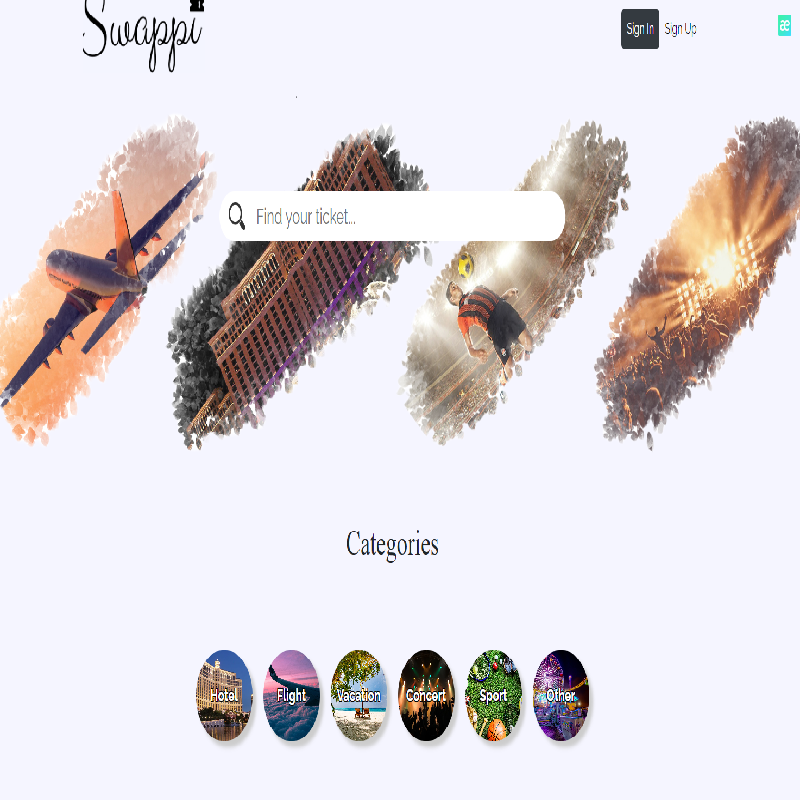 Swappi
Sign In
Sign Up
æ
Find your ticket...
Categories
Hotel
Flight
Vacation
Concert
Sport
Other